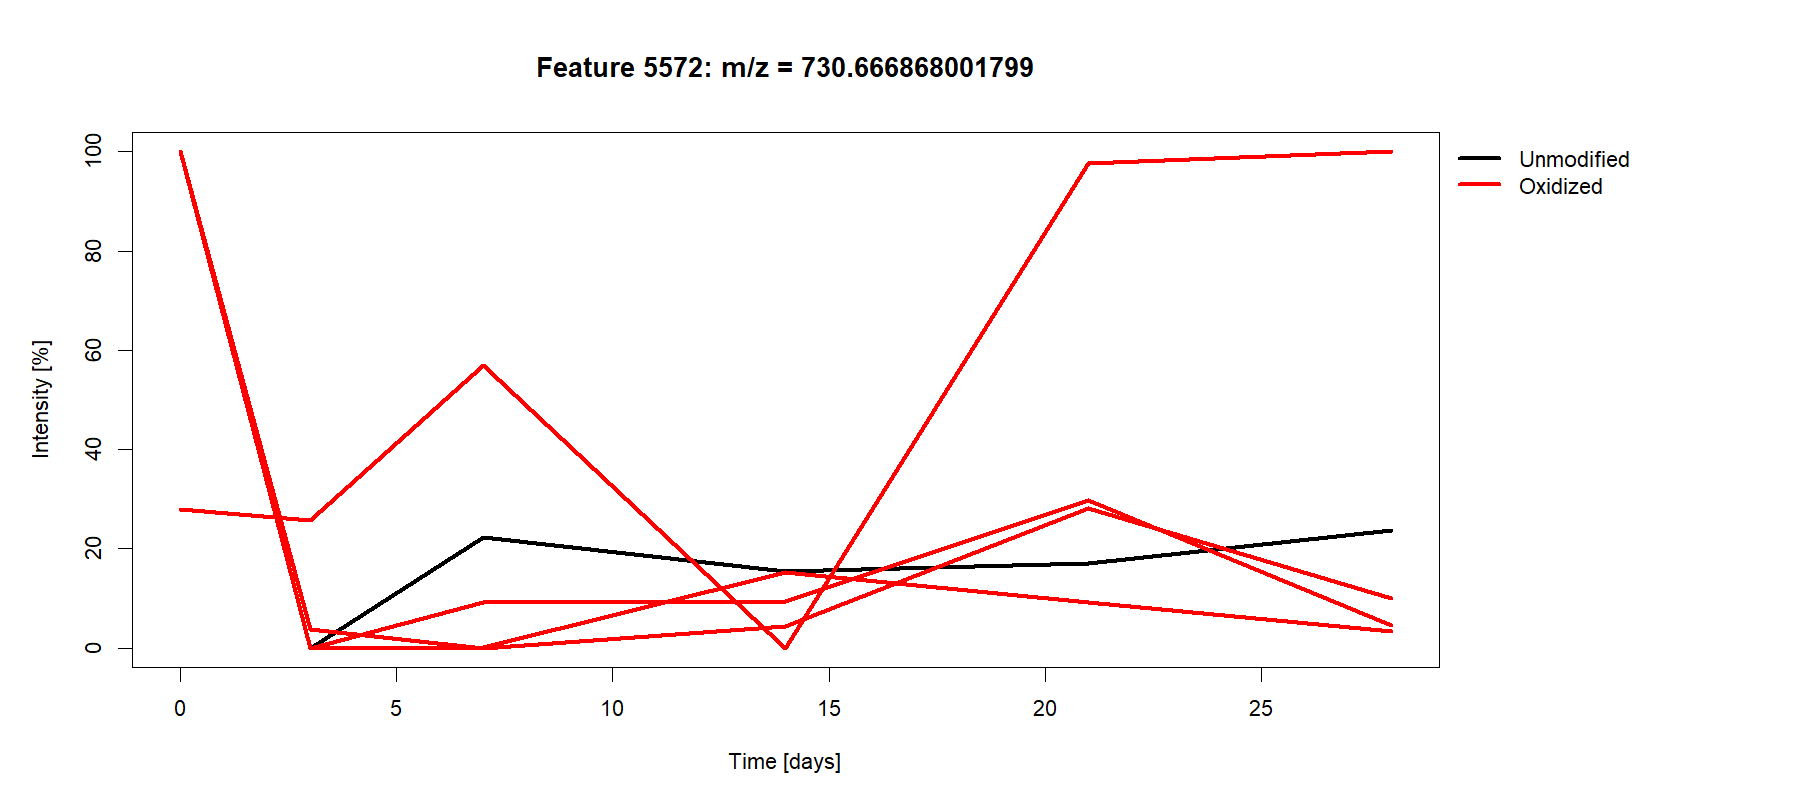 Feature 5572: m/z = 730.666868001799
Unmodified
Oxidized
Intensity [%]
100
80
60
40
20
0
0 5 10 15 20 25
Time [days]